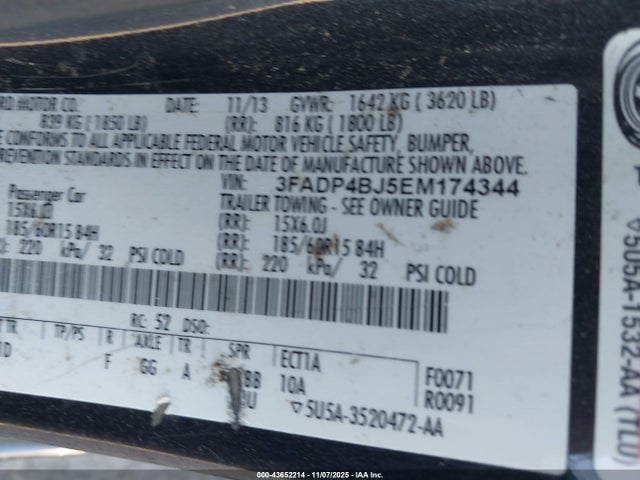 MOTOR CO. DATE: 11/13 GVWR: 1642 KG ( 3620 LB)
839 KG (1850 LB) (RR): 816 KG ( 1800 LB)
CONFORMS TO ALL APPLICABLE FEDERAL MOTOR VEHICLE SAFETY, BUMPER,
PREVENTION STANDARDS IN EFFECT ON THE DATE OF MANUFACTURE SHOWN ABOVE.
VIN: 3FADP4BJ5EM174344
Passenger Car TRAILER TOWING - SEE OWNER GUIDE
15X6.0J (RR): 15X6.0J
185/60R15 84H (RR): 185/60R15 84H
220 kPa/ 32 PSI COLD (RR): 220 kPa/ 32 PSI COLD
RC: 52 DSO:
TR TP/PS R AXLE TR SPR ECT1A F0071
F GG A BB 10A R0091
▽5U5A-3520472-AA
▽5U5A-1532-AA (TLU)
000-43652214 - 11/07/2025 - IAA Inc.